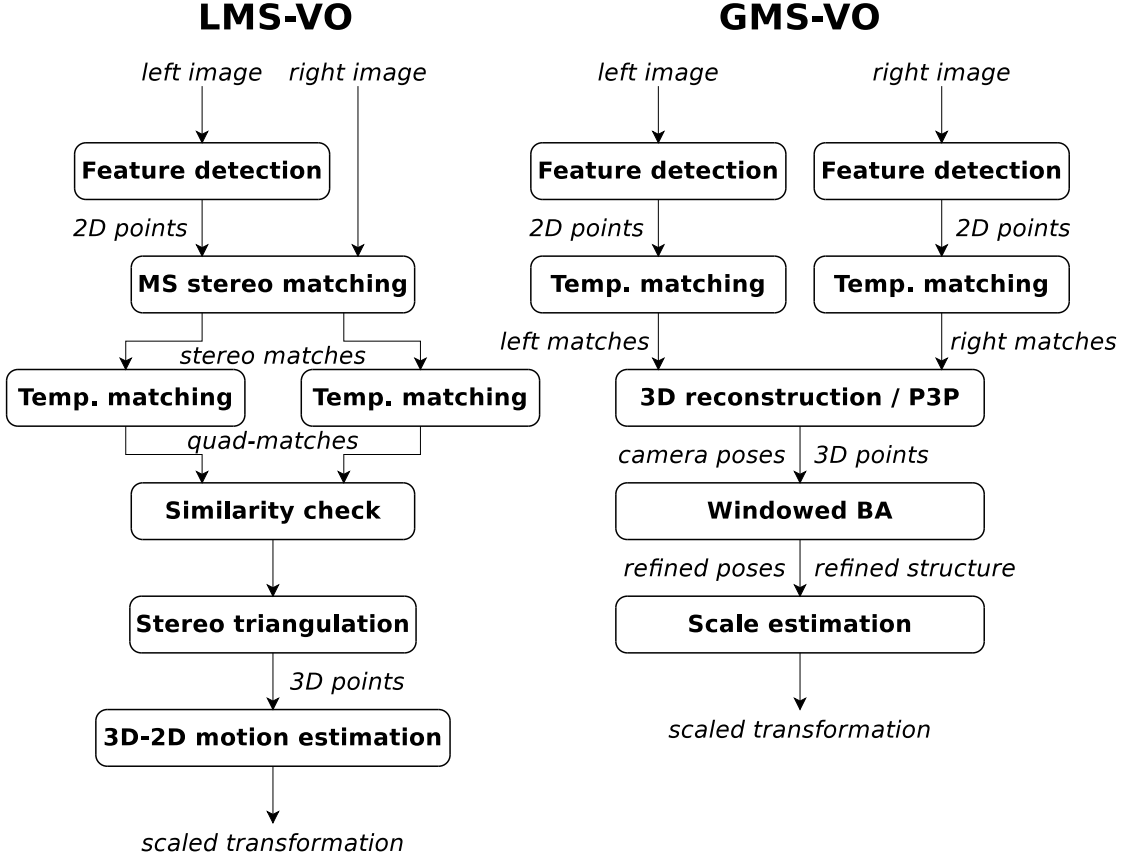 LMS-VO
left image
right image
Feature detection
2D points
MS stereo matching
stereo matches
Temp. matching
Temp. matching
quad-matches
Similarity check
Stereo triangulation
3D points
3D-2D motion estimation
scaled transformation
GMS-VO
left image
right image
Feature detection
Feature detection
2D points
2D points
Temp. matching
Temp. matching
left matches
right matches
3D reconstruction / P3P
camera poses
3D points
Windowed BA
refined poses
refined structure
Scale estimation
scaled transformation